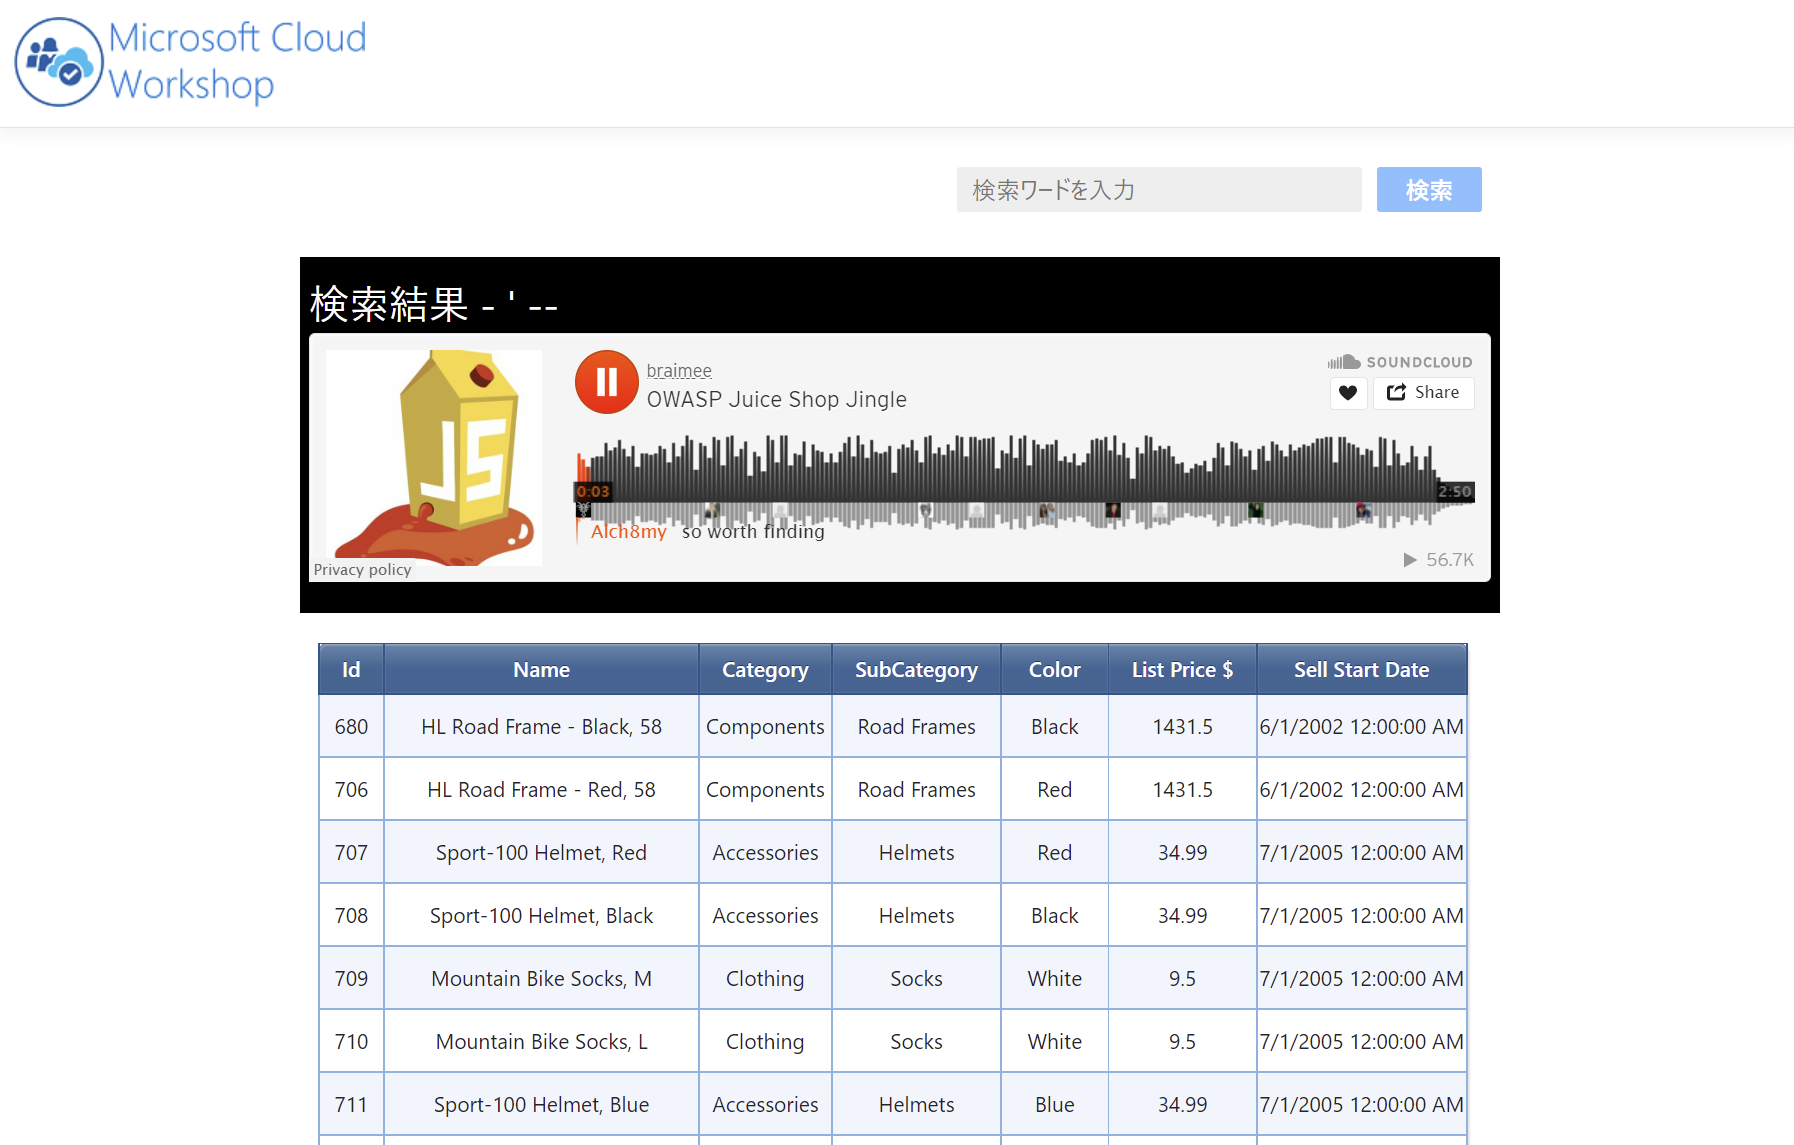 Microsoft Cloud
Workshop
検索ワードを入力
検索
検索結果 - ' --
JS
braimee
OWASP Juice Shop Jingle
SOUNDCLOUD
Share
0:03
2:50
Alch8my so worth finding
Privacy policy
56.7K
Id Name Category SubCategory Color List Price $ Sell Start Date
680 HL Road Frame - Black, 58 Components Road Frames Black 1431.5 6/1/2002 12:00:00 AM
706 HL Road Frame - Red, 58 Components Road Frames Red 1431.5 6/1/2002 12:00:00 AM
707 Sport-100 Helmet, Red Accessories Helmets Red 34.99 7/1/2005 12:00:00 AM
708 Sport-100 Helmet, Black Accessories Helmets Black 34.99 7/1/2005 12:00:00 AM
709 Mountain Bike Socks, M Clothing Socks White 9.5 7/1/2005 12:00:00 AM
710 Mountain Bike Socks, L Clothing Socks White 9.5 7/1/2005 12:00:00 AM
711 Sport-100 Helmet, Blue Accessories Helmets Blue 34.99 7/1/2005 12:00:00 AM